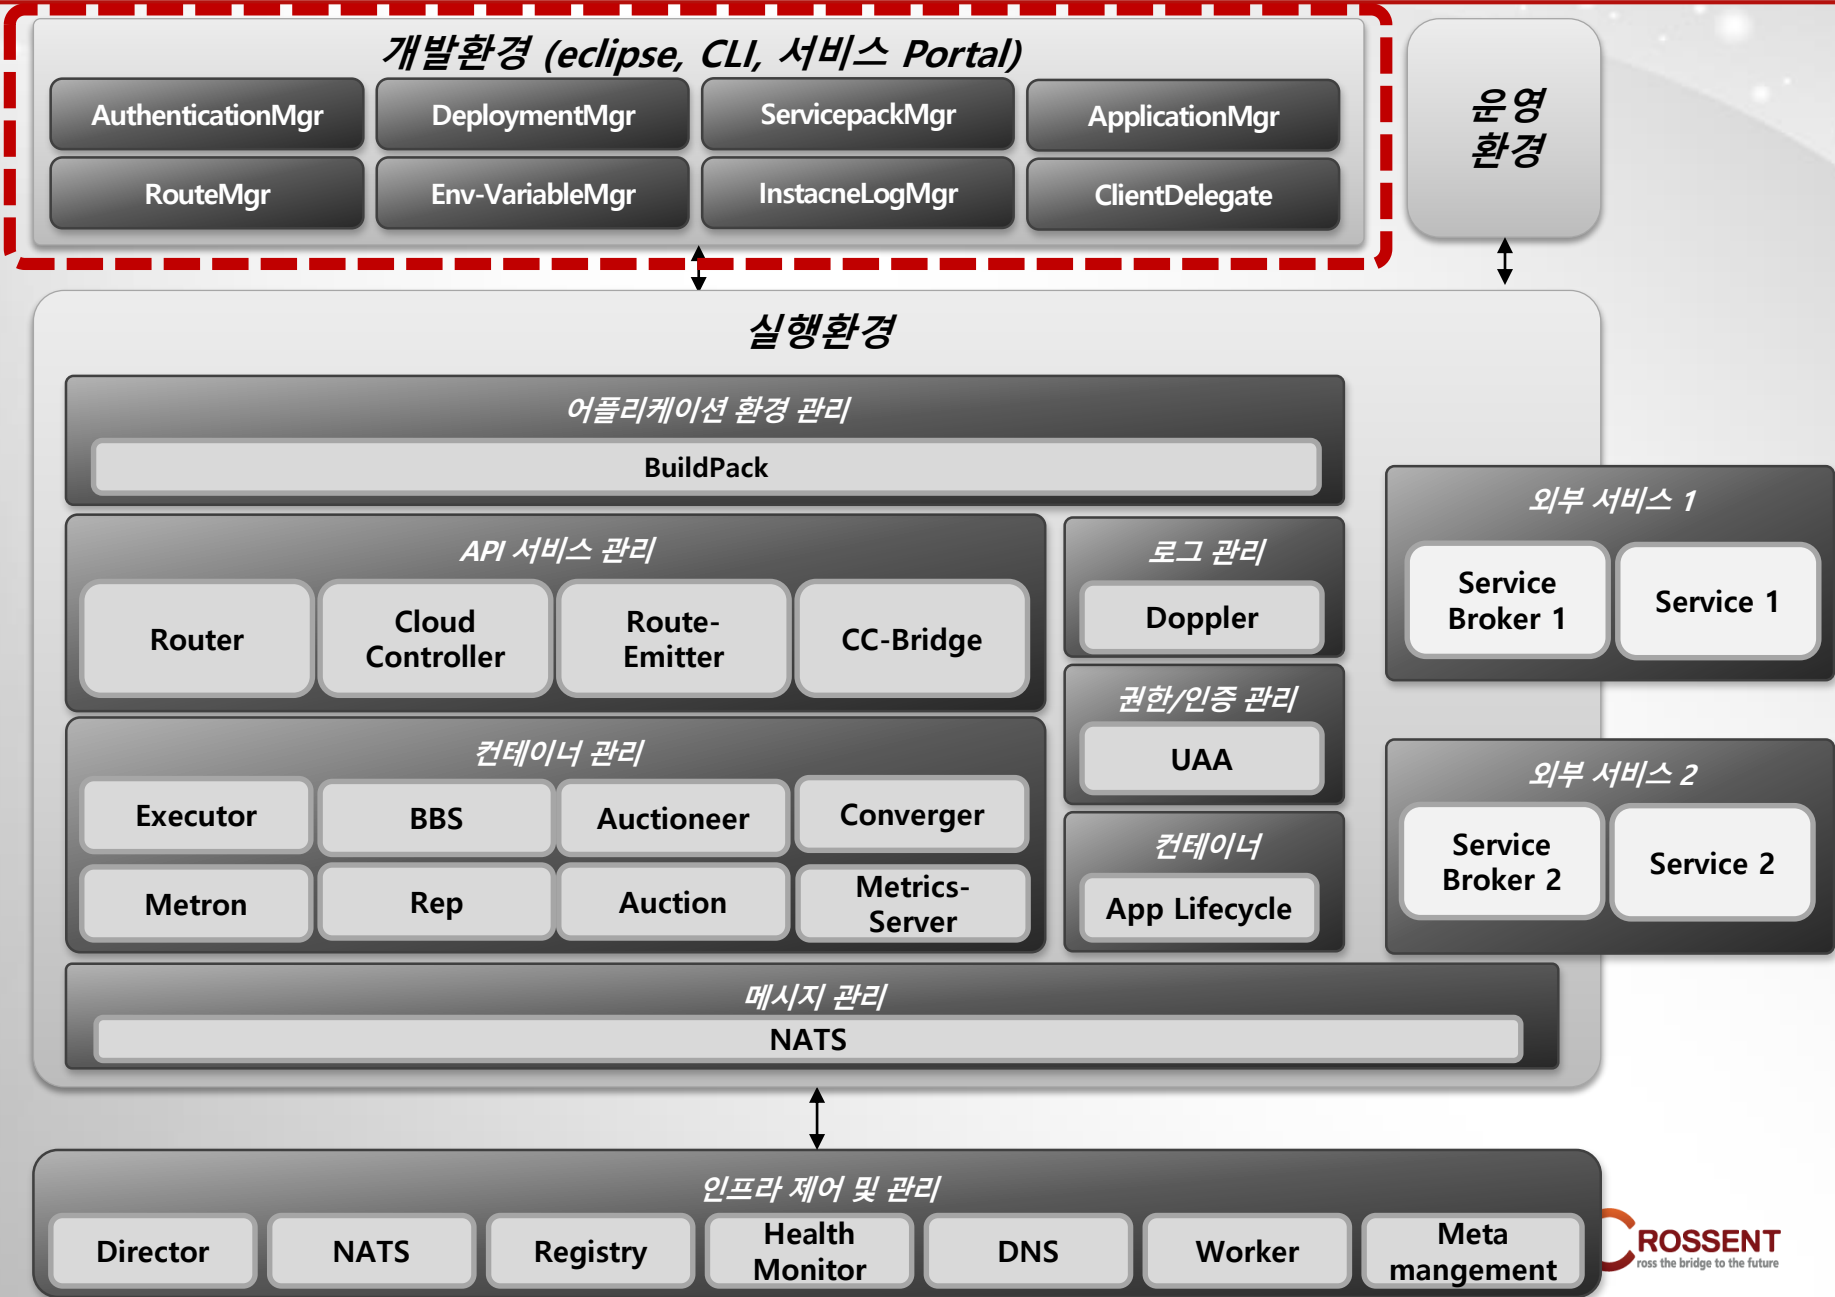 개발환경 (eclipse, CLI, 서비스 Portal)
AuthenticationMgr
DeploymentMgr
ServicepackMgr
ApplicationMgr
RouteMgr
Env-VariableMgr
InstacneLogMgr
ClientDelegate
운영
환경
실행환경
어플리케이션 환경 관리
BuildPack
API 서비스 관리
Router
Cloud
Controller
Route-
Emitter
CC-Bridge
로그 관리
Doppler
권한/인증 관리
UAA
컨테이너 관리
Executor
BBS
Auctioneer
Converger
Metron
Rep
Auction
Metrics-
Server
컨테이너
App Lifecycle
외부 서비스 1
Service
Broker 1
Service 1
외부 서비스 2
Service
Broker 2
Service 2
메시지 관리
NATS
인프라 제어 및 관리
Director
NATS
Registry
Health
Monitor
DNS
Worker
Meta
mangement
CROSSENT
ross the bridge to the future